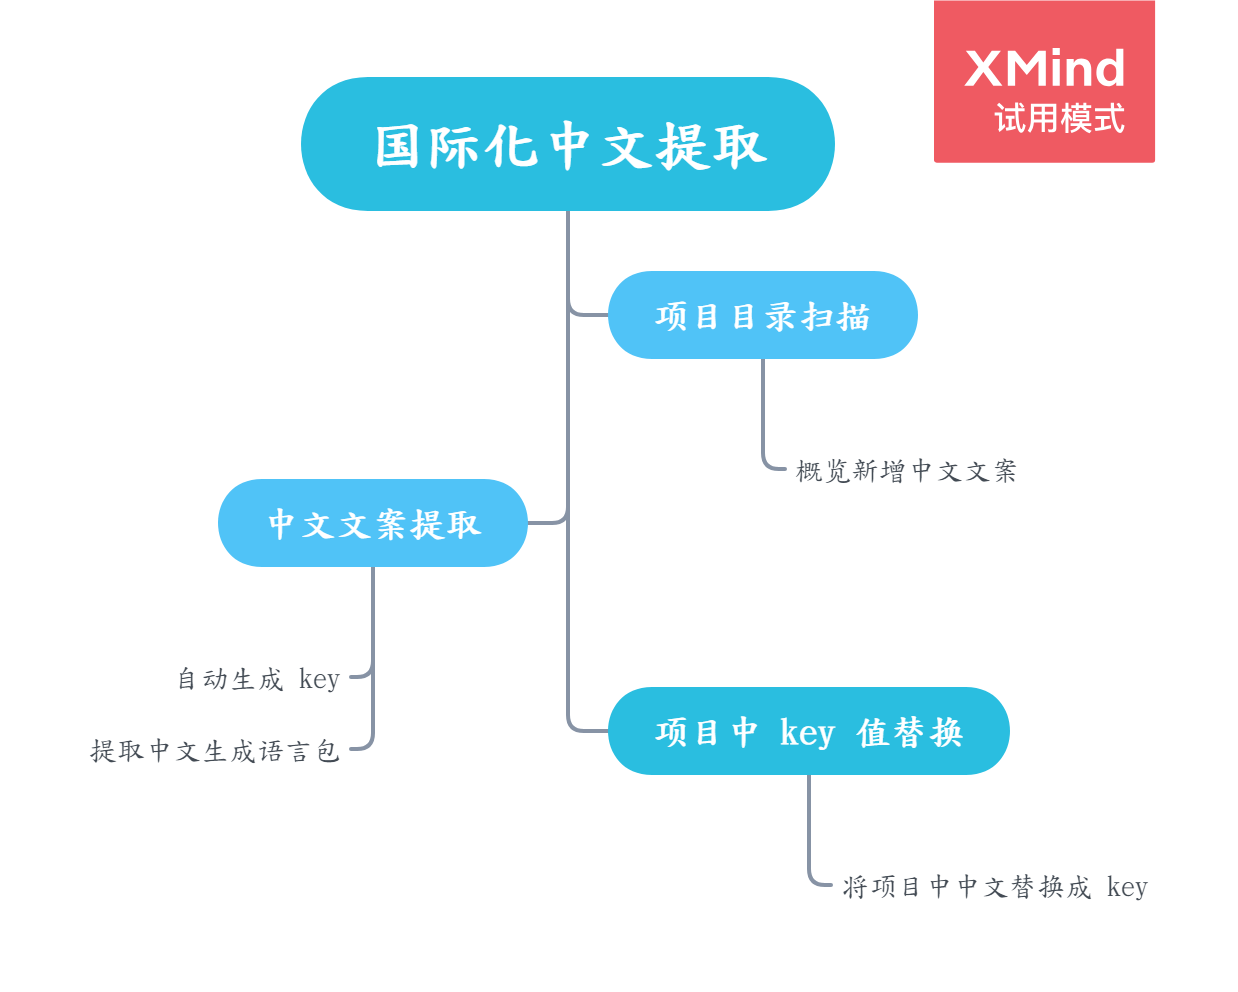 XMind
试用模式
国际化中文提取
项目目录扫描
概览新增中文文案
中文文案提取
自动生成 key
提取中文生成语言包
项目中 key 值替换
将项目中中文替换成 key